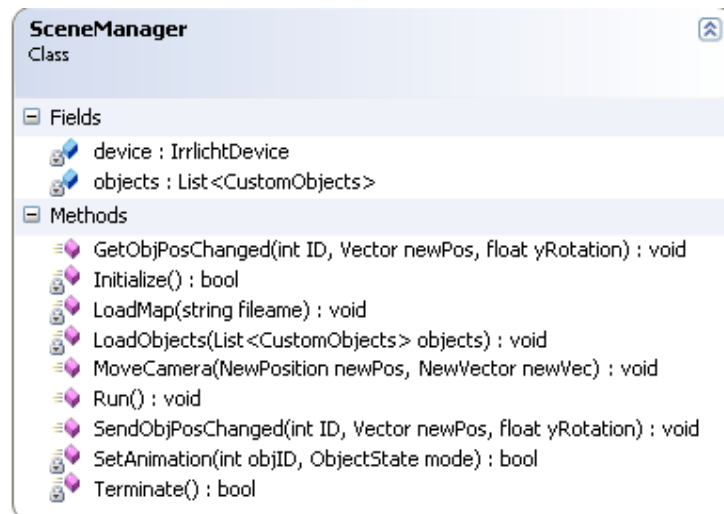 SceneManager
Class
Fields
device : IrrlichtDevice
objects : List<CustomObjects>
Methods
GetObjPosChanged(int ID, Vector newPos, float yRotation) : void
Initialize() : bool
LoadMap(string fileame) : void
LoadObjects(List<CustomObjects> objects) : void
MoveCamera(NewPosition newPos, NewVector newVec) : void
Run() : void
SendObjPosChanged(int ID, Vector newPos, float yRotation) : void
SetAnimation(int objID, ObjectState mode) : bool
Terminate() : bool